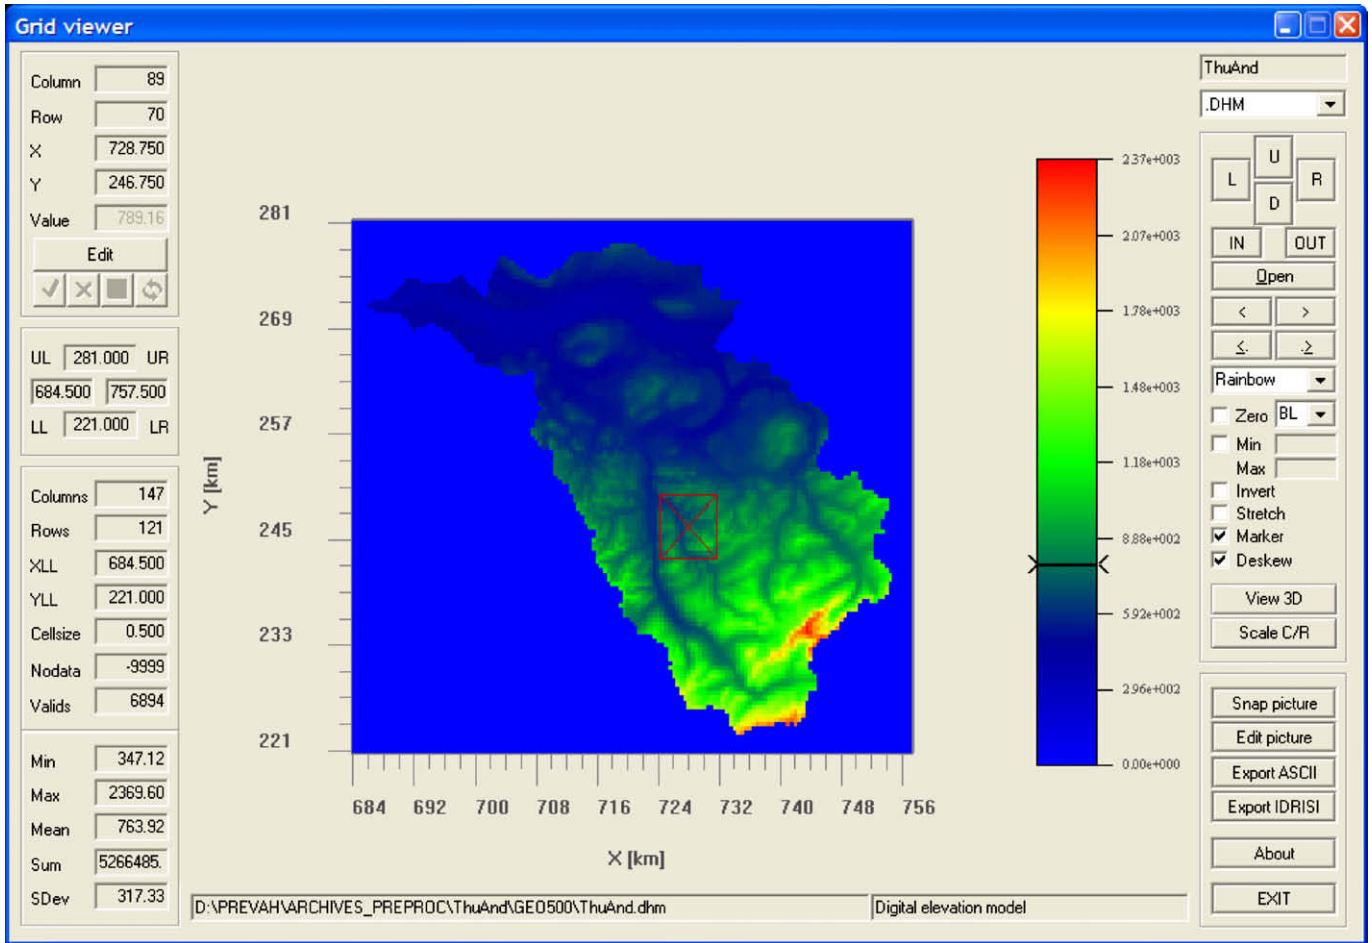 Grid viewer
Column 89
Row 70
X 728.750
Y 246.750
Value 789.16
Edit
UL 281.000 UR
684.500 757.500
LL 221.000 LR
Columns 147
Rows 121
XLL 684.500
YLL 221.000
Cellsize 0.500
Nodata -9999
Valids 6894
Min 347.12
Max 2369.60
Mean 763.92
Sum 5266485.
SDev 317.33
281
269
257
245
233
221
Y [km]
684 692 700 708 716 724 732 740 748 756
X [km]
2.37e+003
2.07e+003
1.78e+003
1.48e+003
1.18e+003
8.88e+002
5.92e+002
2.96e+002
0.00e+000
D:\PREVAH\ARCHIVES_PREPROC\ThuAnd\GEO500\ThuAnd.dhm
Digital elevation model
ThuAnd
.DHM
U
L R
D
IN OUT
Open
< >
<. .>
Rainbow
Zero BL
Min
Max
Invert
Stretch
Marker
Deskew
View 3D
Scale C/R
Snap picture
Edit picture
Export ASCII
Export IDRISI
About
EXIT